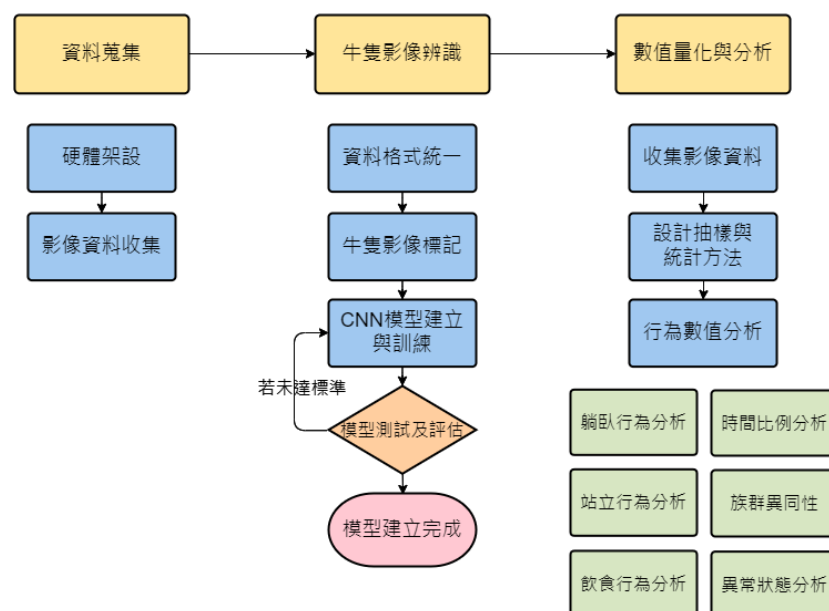 資料蒐集
牛隻影像辨識
數值量化與分析
硬體架設
影像資料收集
資料格式統一
牛隻影像標記
CNN模型建立
與訓練
若未達標準
模型測試及評估
模型建立完成
收集影像資料
設計抽樣與
統計方法
行為數值分析
躺臥行為分析
時間比例分析
站立行為分析
族群異同性
飲食行為分析
異常狀態分析